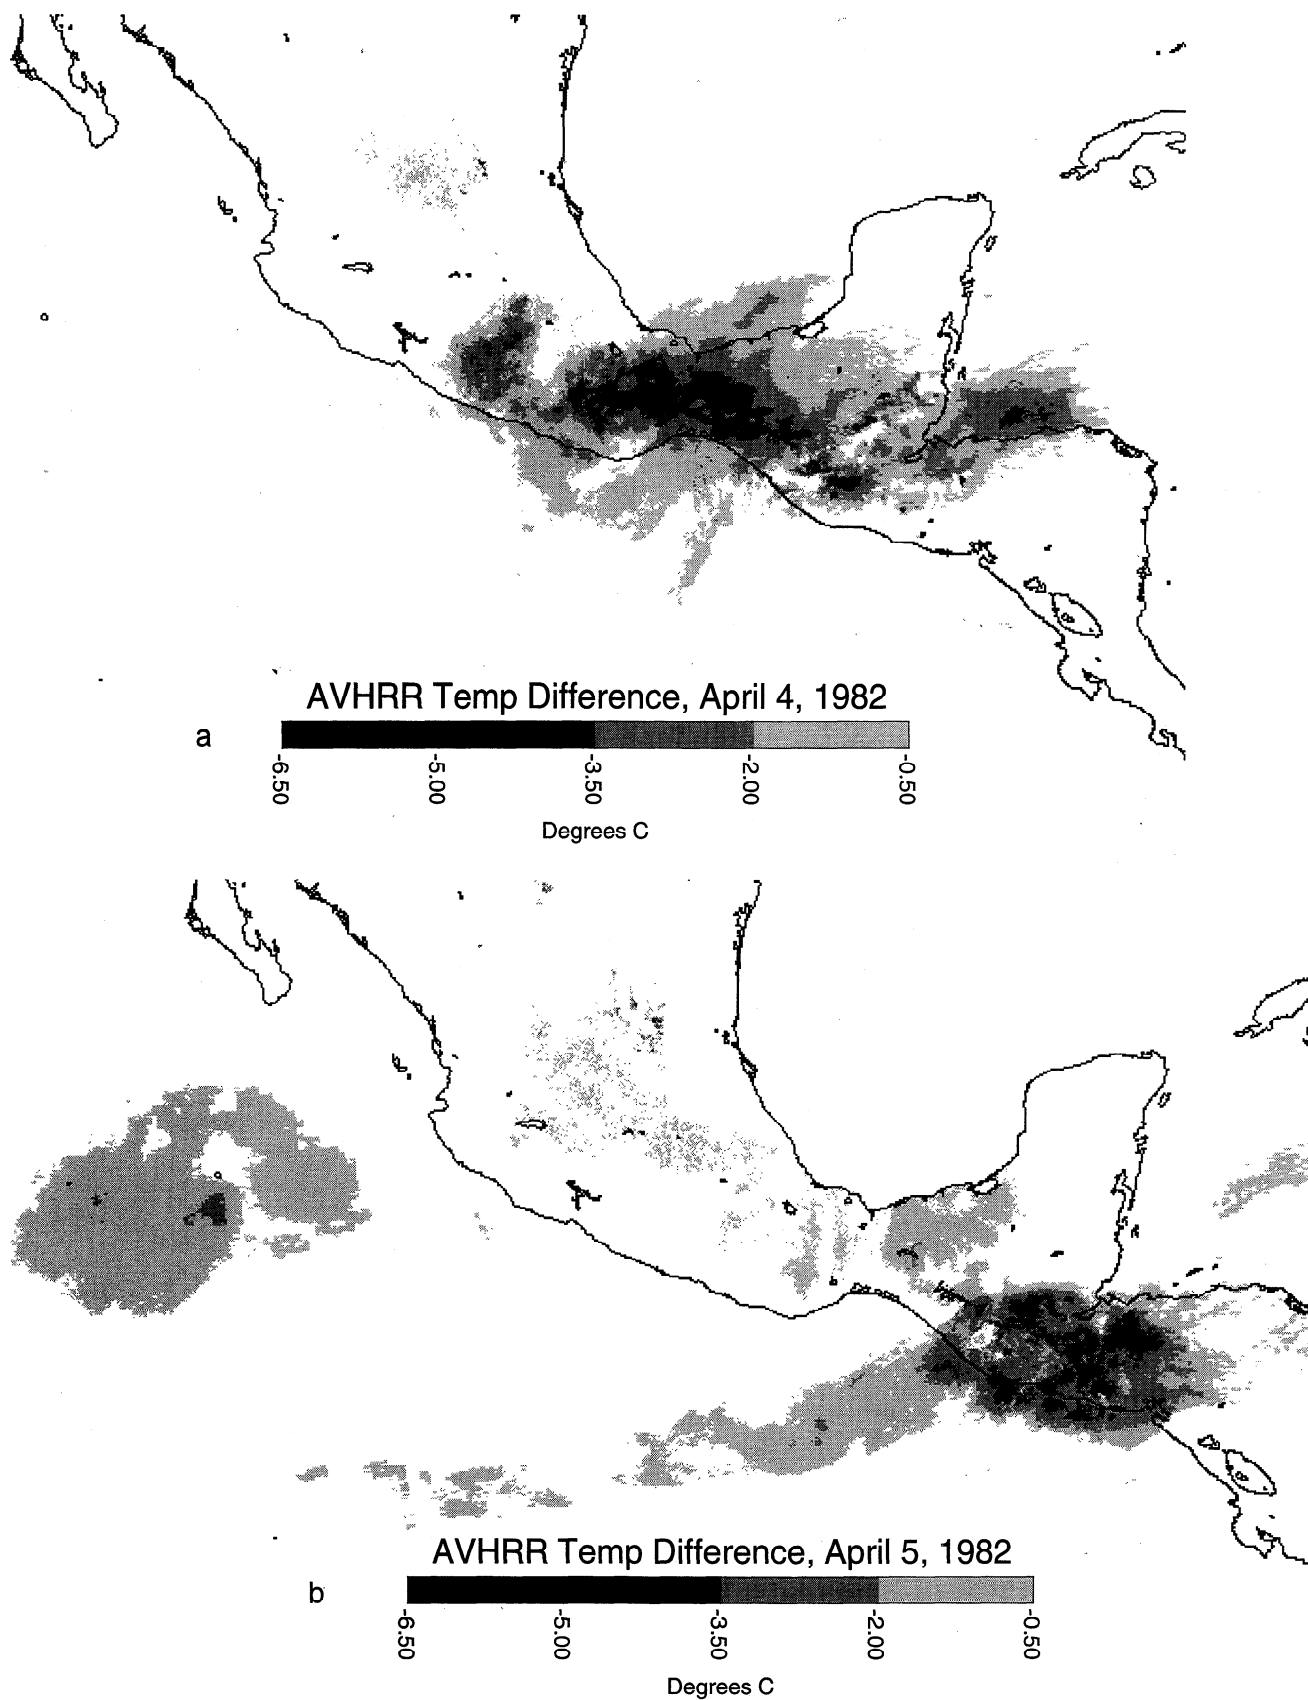 AVHRR Temp Difference, April 4, 1982
a
-6.50 -5.00 -3.50 -2.00 -0.50
Degrees C
AVHRR Temp Difference, April 5, 1982
b
-6.50 -5.00 -3.50 -2.00 -0.50
Degrees C